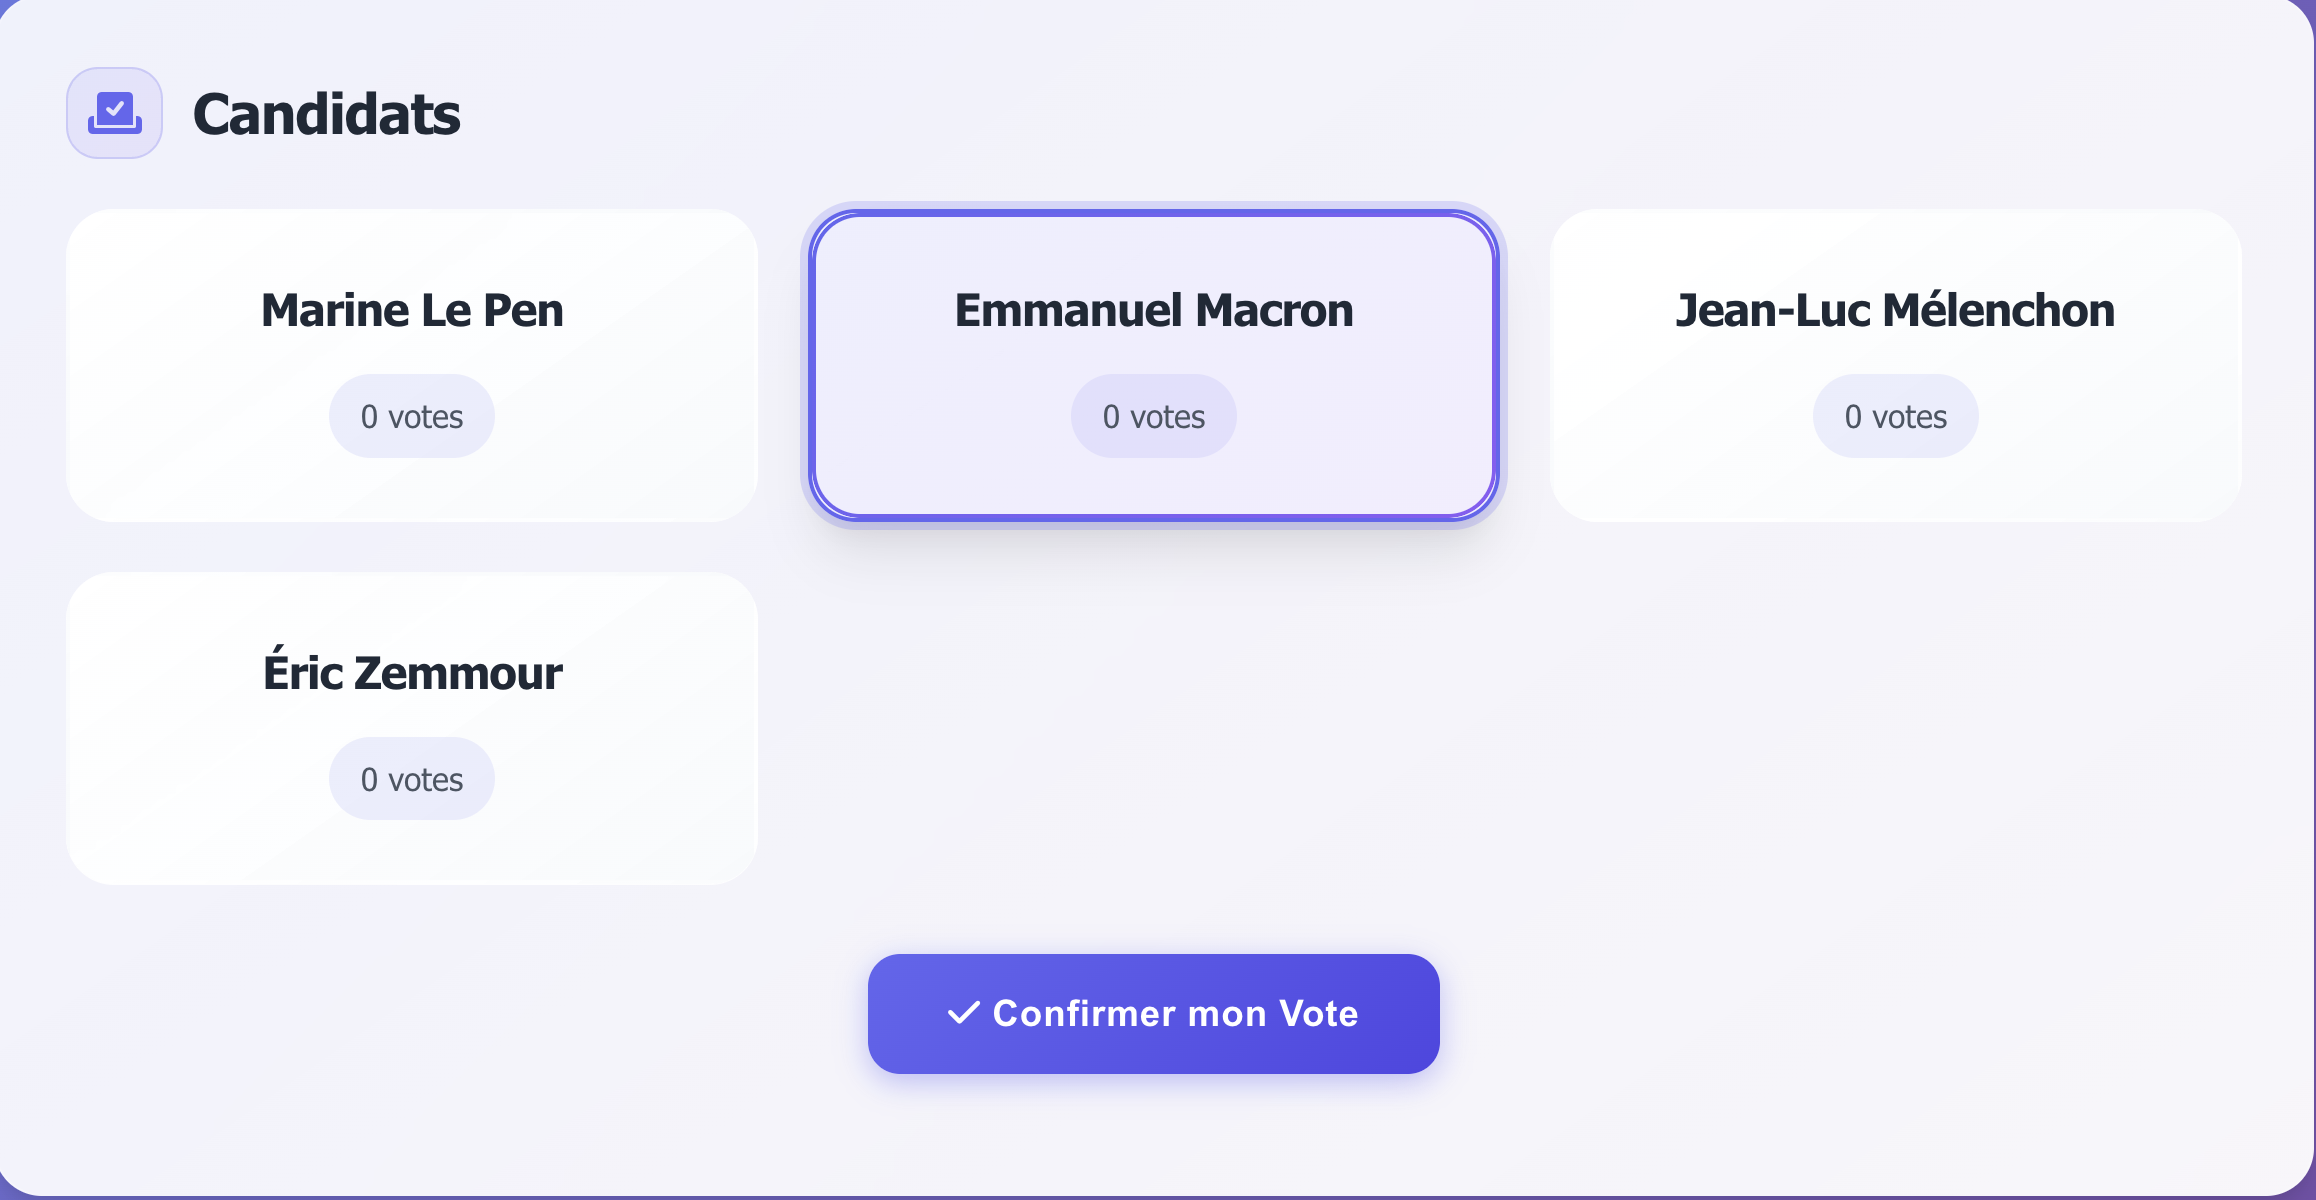 Candidats
Marine Le Pen
0 votes
Emmanuel Macron
0 votes
Jean-Luc Mélenchon
0 votes
Éric Zemmour
0 votes
Confirmer mon Vote